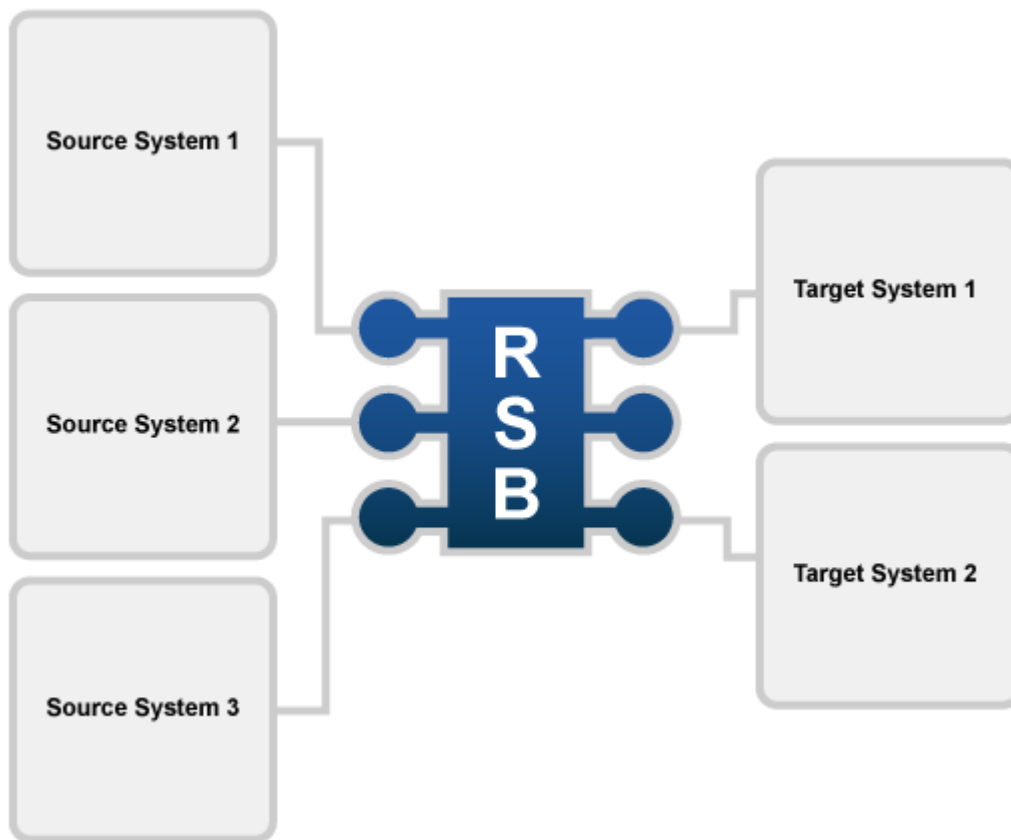 Source System 1
Source System 2
Source System 3
R
S
B
Target System 1
Target System 2